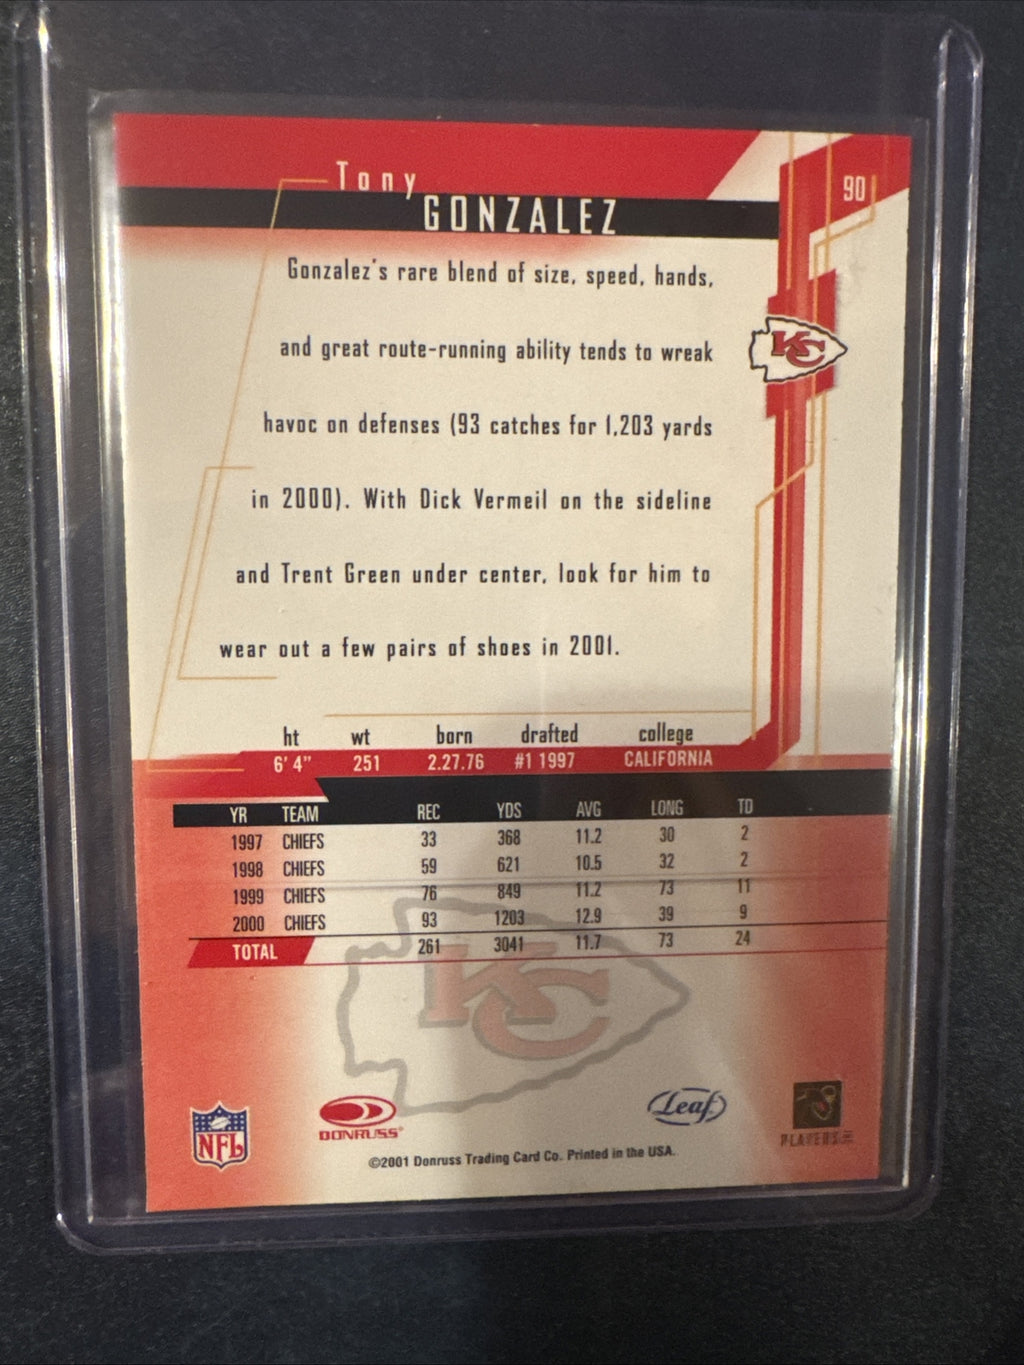 Tony
GONZALEZ
90
Gonzalez's rare blend of size, speed, hands,
and great route-running ability tends to wreak
havoc on defenses (93 catches for 1,203 yards
in 2000). With Dick Vermeil on the sideline
and Trent Green under center, look for him to
wear out a few pairs of shoes in 2001.
KC
ht wt born drafted college
6' 4" 251 2.27.76 #1 1997 CALIFORNIA
YR TEAM REC YDS AVG LONG TD
1997 CHIEFS 33 368 11.2 30 2
1998 CHIEFS 59 621 10.5 32 2
1999 CHIEFS 76 849 11.2 73 11
2000 CHIEFS 93 1203 12.9 39 9
TOTAL 261 3041 11.7 73 24
KC
NFL
DONRUSS®
Leaf
PLAYERS INC
©2001 Donruss Trading Card Co. Printed in the USA.